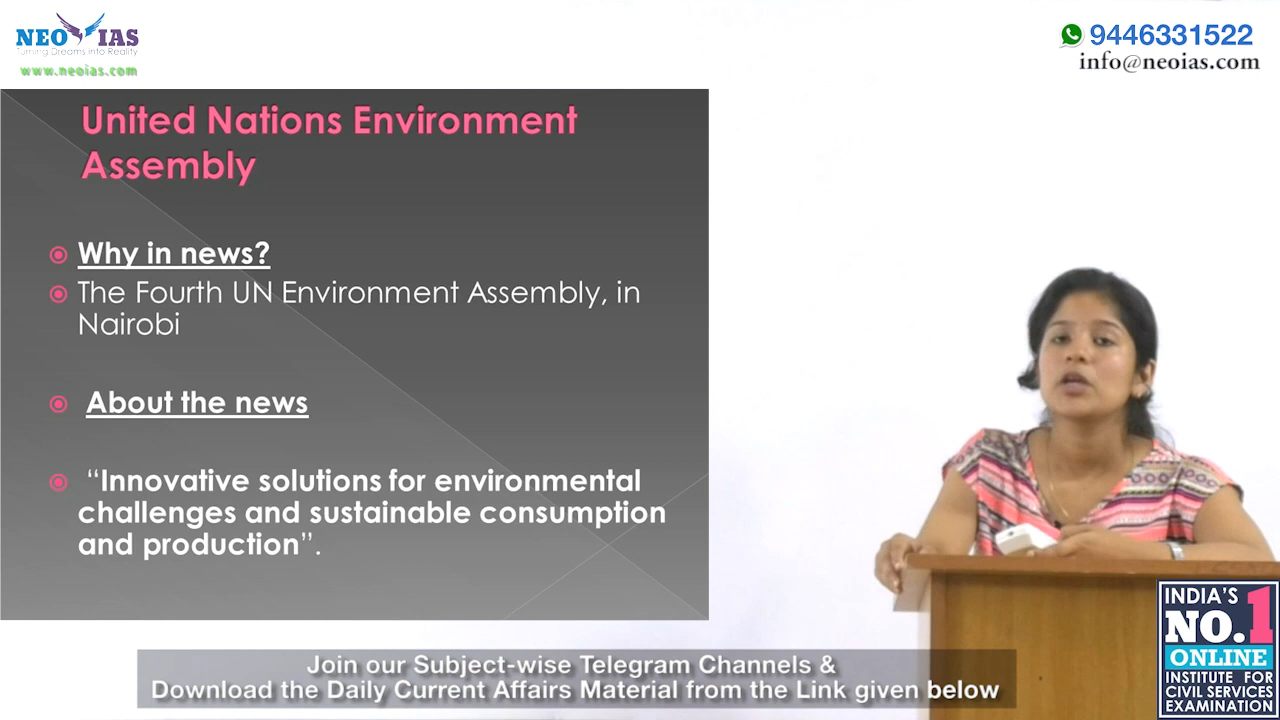 NEO IAS
Turning Dreams into Reality
www.neoias.com
9446331522
info@neoias.com
United Nations Environment
Assembly
Why in news?
The Fourth UN Environment Assembly, in
Nairobi
About the news
“Innovative solutions for environmental
challenges and sustainable consumption
and production”.
INDIA'S
NO.1
ONLINE
INSTITUTE FOR
CIVIL SERVICES
EXAMINATION
Join our Subject-wise Telegram Channels &
Download the Daily Current Affairs Material from the Link given below